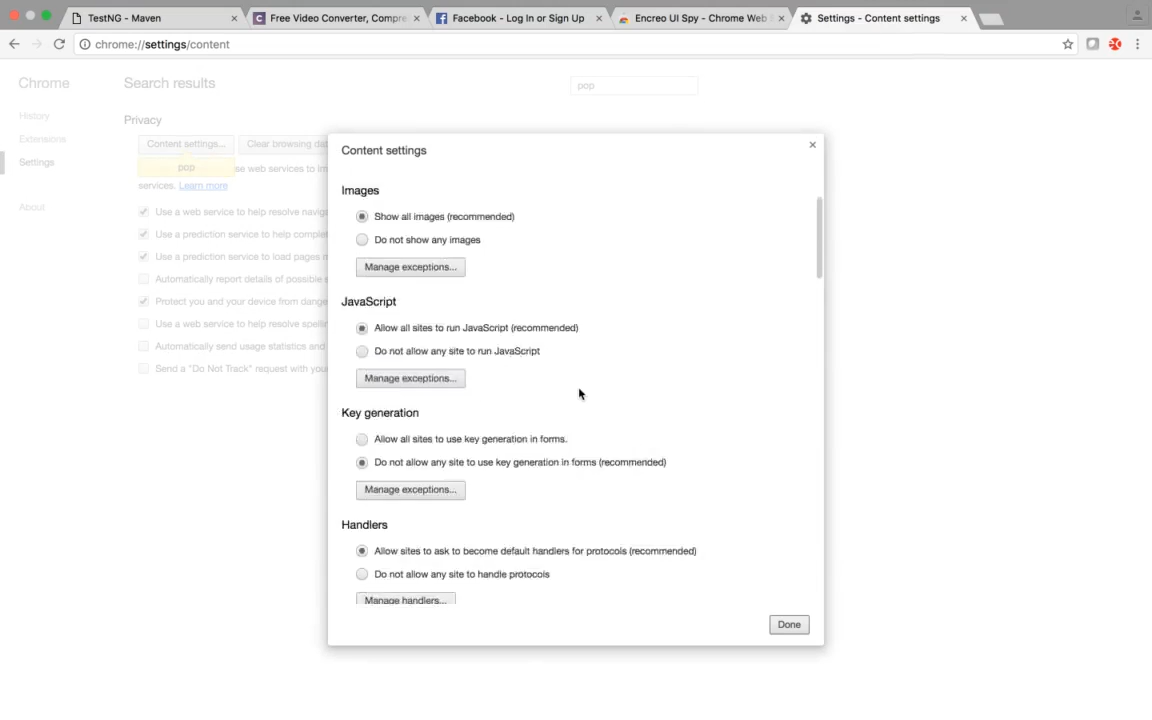 TestNG - Maven
Free Video Converter, Compre
Facebook - Log In or Sign Up
Encreo UI Spy - Chrome Web
Settings - Content settings
chrome://settings/content
Chrome
Search results
pop
History
Extensions
Settings
About
Privacy
Content settings...
Clear browsing dat
pop
se web services to im
services. Learn more
Use a web service to help resolve naviga
Use a prediction service to help complet
Use a prediction service to load pages m
Automatically report details of possible s
Protect you and your device from dange
Use a web service to help resolve spellin
Automatically send usage statistics and
Send a "Do Not Track" request with your
Content settings
Images
Show all images (recommended)
Do not show any images
Manage exceptions...
JavaScript
Allow all sites to run JavaScript (recommended)
Do not allow any site to run JavaScript
Manage exceptions...
Key generation
Allow all sites to use key generation in forms.
Do not allow any site to use key generation in forms (recommended)
Manage exceptions...
Handlers
Allow sites to ask to become default handlers for protocols (recommended)
Do not allow any site to handle protocols
Manage handlers...
Done